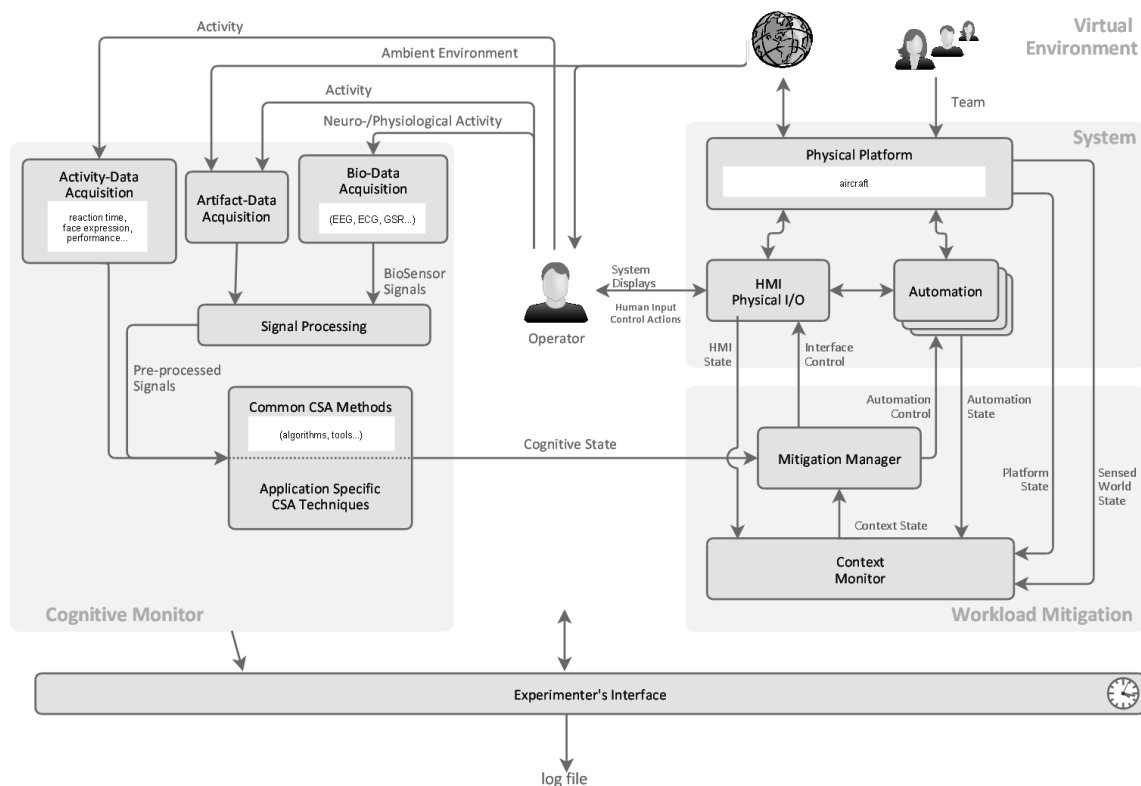 Activity
Virtual
Environment
Ambient Environment
Activity
Team
Neuro-/Physiological Activity
System
Activity-Data
Acquisition
reaction time,
face expression,
performance...
Artifact-Data
Acquisition
Bio-Data
Acquisition
(EEG, ECG, GSR...)
Physical Platform
aircraft
BioSensor
Signals
System
Displays
Human Input
Control Actions
HMI
Physical I/O
Automation
Signal Processing
Operator
HMI
State
Interface
Control
Pre-processed
Signals
Common CSA Methods
(algorithms, tools...)
Application Specific
CSA Techniques
Automation
Control
Automation
State
Cognitive State
Mitigation Manager
Platform
State
Sensed
World
State
Context State
Context
Monitor
Cognitive Monitor
Workload Mitigation
Experimenter's Interface
log file